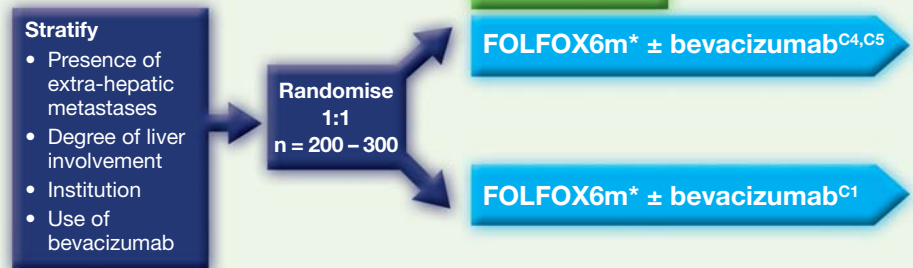 Stratify
• Presence of
extra-hepatic
metastases
• Degree of liver
involvement
• Institution
• Use of
bevacizumab
Randomise
1:1
n = 200 – 300
FOLFOX6m* ± bevacizumabC4,C5
FOLFOX6m* ± bevacizumabC1